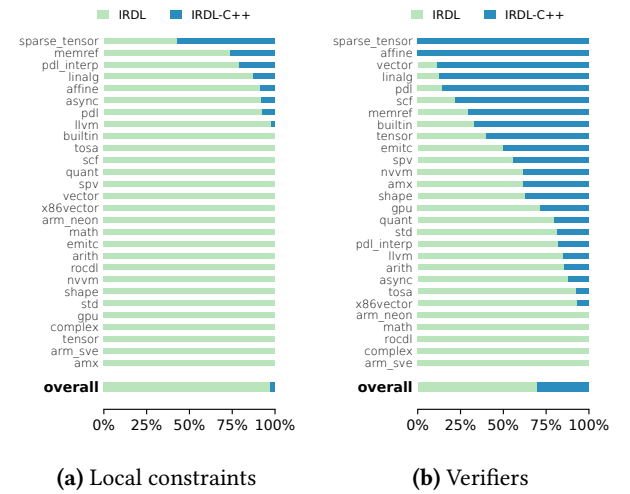 IRDL IRDL-C++
sparse_tensor
memref
pdl_interp
linalg
affine
async
pdl
llvm
builtin
tosa
scf
quant
spv
vector
x86vector
arm_neon
math
emitc
arith
rocdl
nvvm
shape
std
gpu
complex
tensor
arm_sve
amx
overall
0% 25% 50% 75% 100%
(a) Local constraints
IRDL IRDL-C++
sparse_tensor
affine
vector
linalg
pdl
scf
memref
builtin
tensor
emitc
spv
nvvm
amx
shape
gpu
quant
std
pdl_interp
llvm
arith
async
tosa
x86vector
arm_neon
math
rocdl
complex
arm_sve
overall
0% 25% 50% 75% 100%
(b) Verifiers